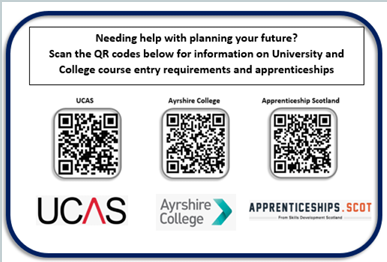 Needing help with planning your future?
Scan the QR codes below for information on University and
College course entry requirements and apprenticeships
UCAS
Ayrshire College
Apprenticeship Scotland
UCAS
Ayrshire
College
APPRENTICESHIPS.SCOT
From Skills Development Scotland